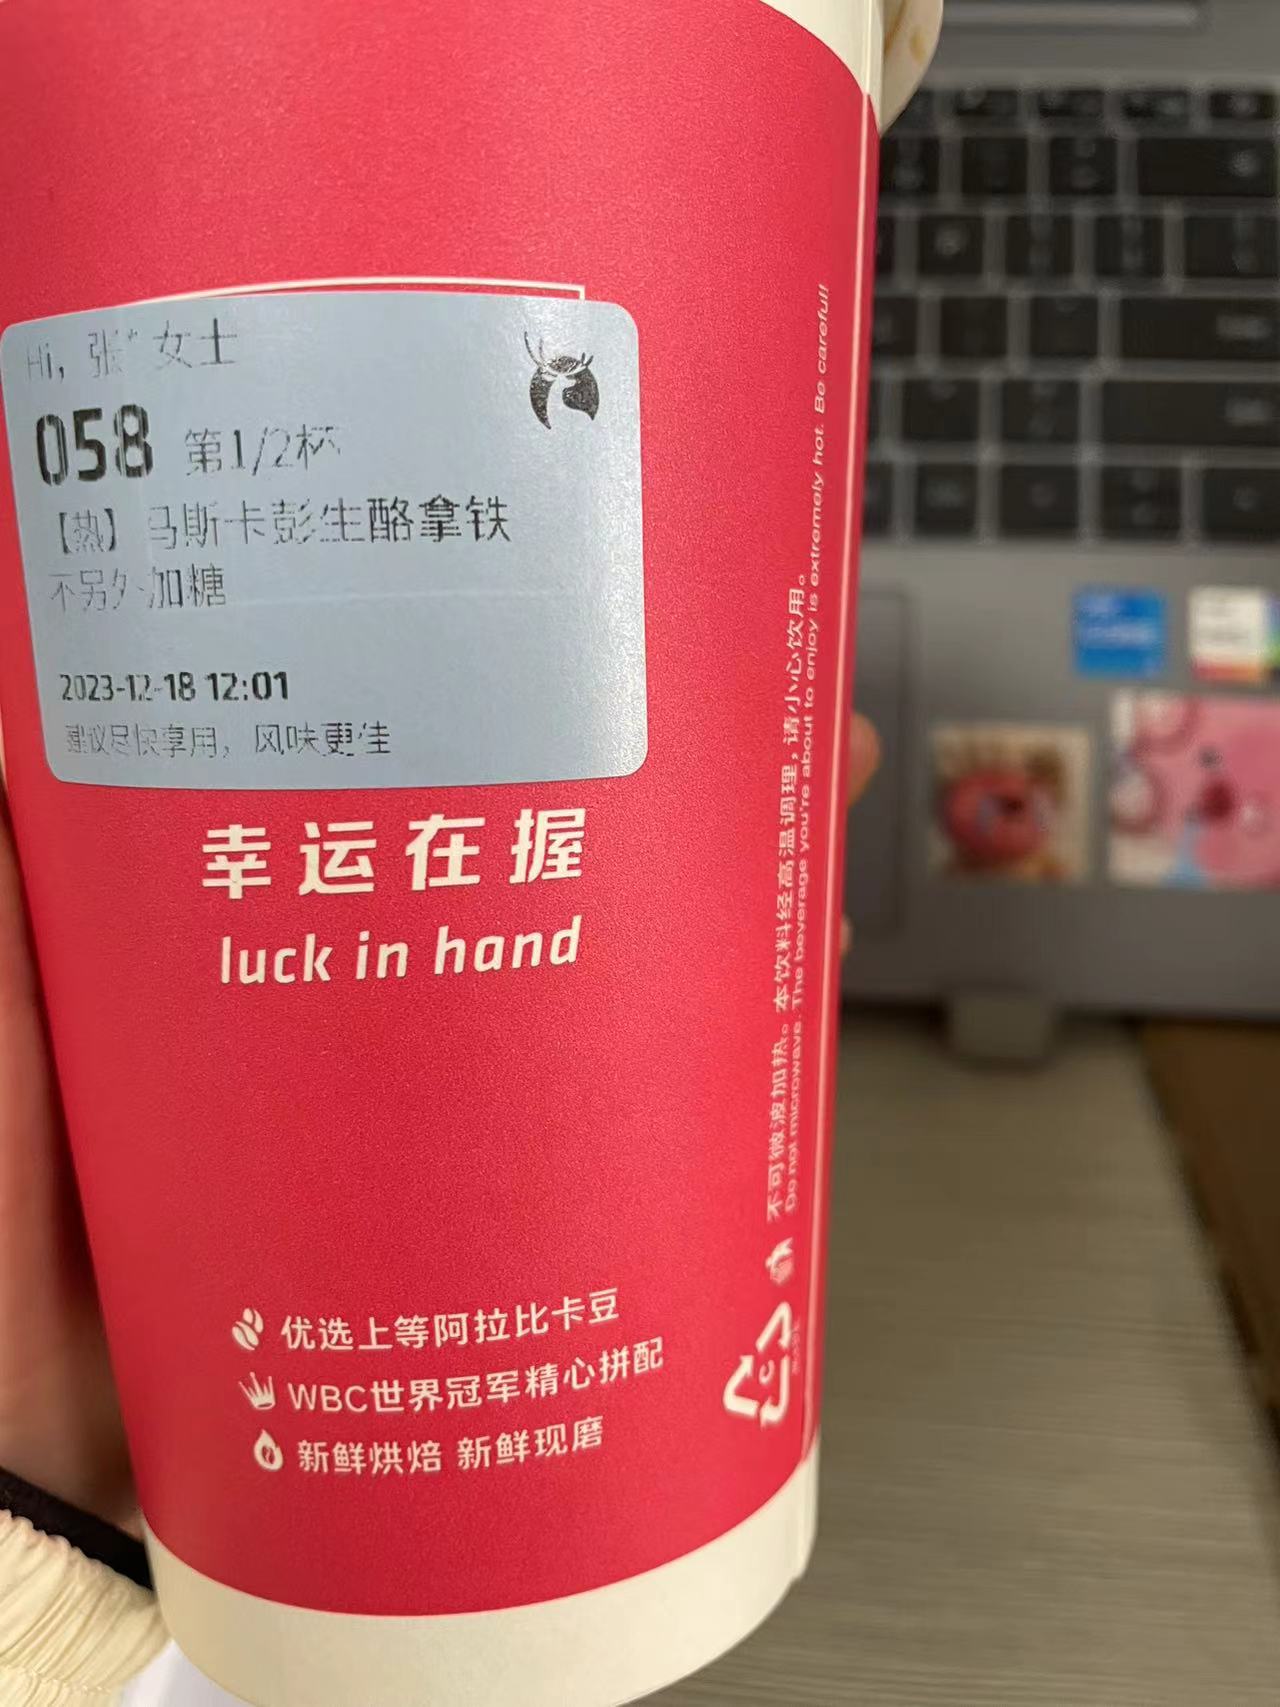 Hi, 张*女士
058 第1/2杯
【热】马斯卡彭生酪拿铁
不另外加糖
2023-12-18 12:01
建议尽快享用，风味更佳
幸运在握
luck in hand
优选上等阿拉比卡豆
WBC世界冠军精心拼配
新鲜烘焙 新鲜现磨
不可微波加热。本饮料经高温调理，请小心饮用。
Do not microwave. The beverage you're about to enjoy is extremely hot. Be careful!